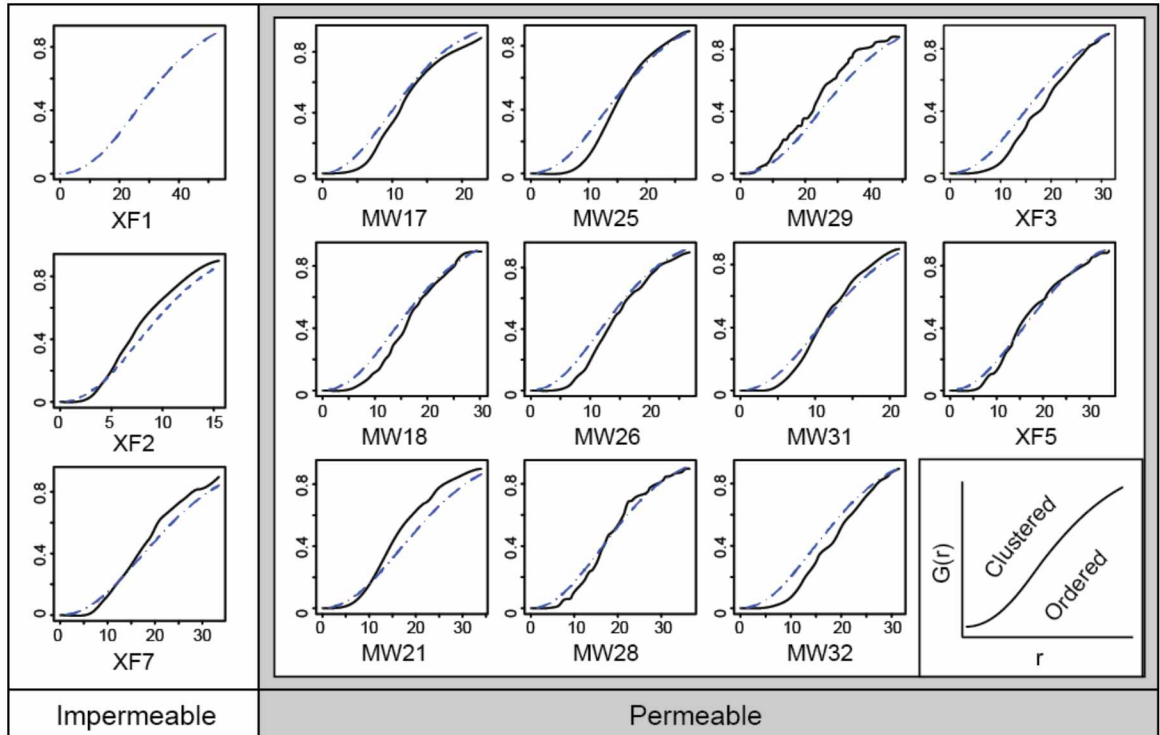 0.8
0.4
0
0 20 40
XF1
0.8
0.4
0
0 5 10 15
XF2
0.8
0.4
0
0 10 20 30
XF7
Impermeable
0.8
0.4
0
0 10 20
MW17
0.8
0.4
0
0 10 20
MW25
0.8
0.4
0
0 20 40
MW29
0.8
0.4
0
0 10 20 30
XF3
0.8
0.4
0
0 10 20 30
MW18
0.8
0.4
0
0 10 20
MW26
0.8
0.4
0
0 10 20
MW31
0.8
0.4
0
0 10 20 30
XF5
0.8
0.4
0
0 10 20 30
MW21
0.8
0.4
0
0 10 20 30
MW28
0.8
0.4
0
0 10 20 30
MW32
G(r)
Clustered
Ordered
r
Permeable